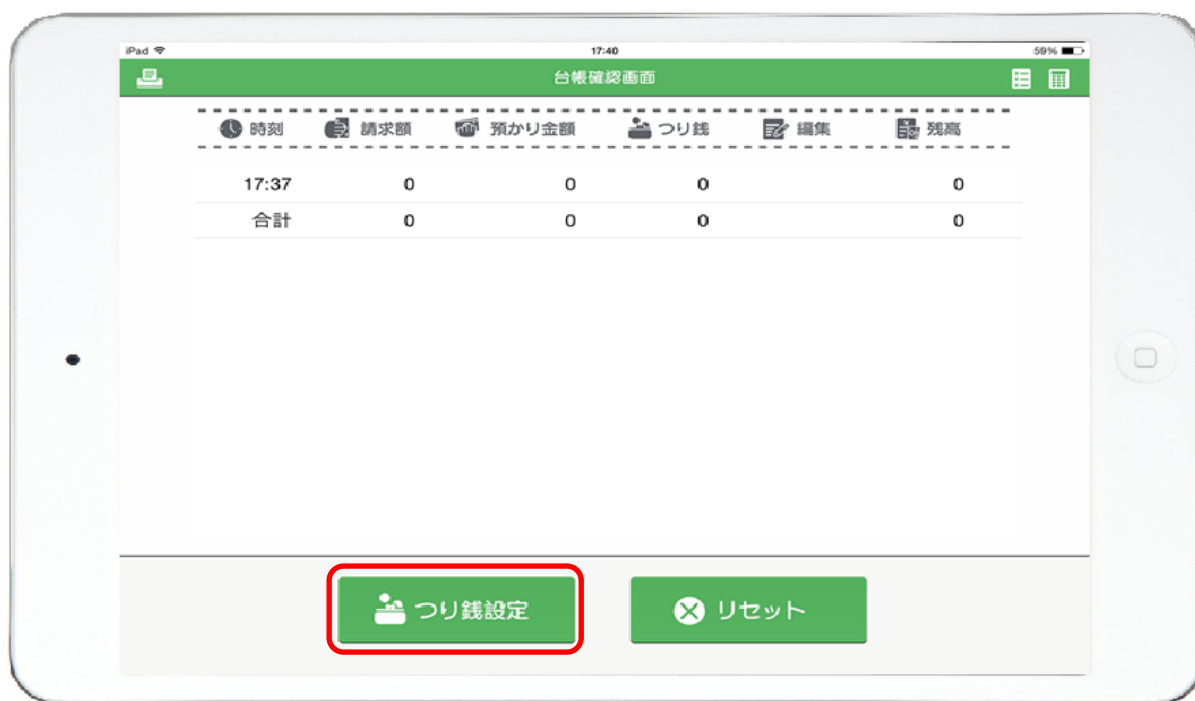 iPad 17:40 59%
台帳確認画面
時刻 請求額 預かり金額 つり銭 編集 残高
17:37 0 0 0 0
合計 0 0 0 0
つり銭設定 リセット